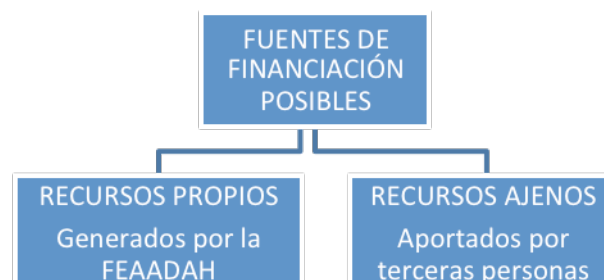 FUENTES DE
FINANCIACIÓN
POSIBLES
RECURSOS PROPIOS
Generados por la
FEAADAH
RECURSOS AJENOS
Aportados por
terceras personas